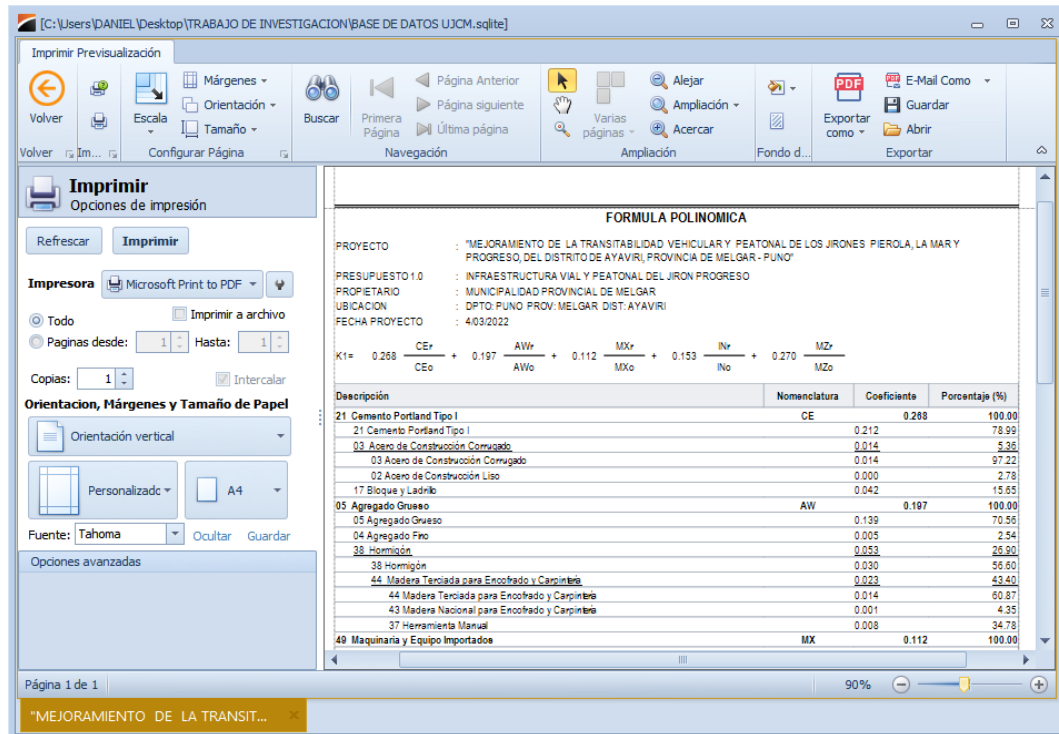 [C:\Users\DANIEL\Desktop\TRABAJO DE INVESTIGACION\BASE DE DATOS UJCM.sqlite]
Imprimir Previsualización
Volver
Escala
Márgenes
Orientación
Tamaño
Buscar
Primera Página
Página Anterior
Página siguiente
Última página
Varias páginas
Alejar
Ampliación
Acercar
PDF
Exportar como
E-Mail Como
Guardar
Abrir
Volver Im... Configurar Página Navegación Ampliación Fondo d... Exportar
Imprimir
Opciones de impresión
Refrescar Imprimir
Impresora Microsoft Print to PDF
Todo Imprimir a archivo
Paginas desde: 1 Hasta: 1
Copias: 1 Intercalar
Orientacion, Márgenes y Tamaño de Papel
Orientación vertical
Personalizadc A4
Fuente: Tahoma Ocultar Guardar
Opciones avanzadas
FORMULA POLINOMICA
PROYECTO : "MEJORAMIENTO DE LA TRANSITABILIDAD VEHICULAR Y PEATONAL DE LOS JIRONES PIEROLA, LA MAR Y
PROGRESO, DEL DISTRITO DE AYAVIRI, PROVINCIA DE MELGAR - PUNO"
PRESUPUESTO 1.0 : INFRAESTRUCTURA VIAL Y PEATONAL DEL JIRON PROGRESO
PROPIETARIO : MUNICIPALIDAD PROVINCIAL DE MELGAR
UBICACION : DPTO: PUNO PROV: MELGAR DIST: AYAVIRI
FECHA PROYECTO : 4/03/2022
CEr AWr MXr INr MZr
K1= 0.268 + 0.197 + 0.112 + 0.153 + 0.270
CEo AWo MXo INo MZo
Descripción Nomenclatura Coeficiente Porcentaje (%)
21 Cemento Portland Tipo I CE 0.268 100.00
21 Cemento Portland Tipo I 0.212 78.99
03 Acero de Construcción Corrugado 0.014 5.36
03 Acero de Construcción Corrugado 0.014 97.22
02 Acero de Construcción Liso 0.000 2.78
17 Bloque y Ladrillo 0.042 15.65
05 Agregado Grueso AW 0.197 100.00
05 Agregado Grueso 0.139 70.56
04 Agregado Fino 0.005 2.54
38 Hormigón 0.053 26.90
38 Hormigón 0.030 56.60
44 Madera Terciada para Encofrado y Carpintería 0.023 43.40
44 Madera Terciada para Encofrado y Carpintería 0.014 60.87
43 Madera Nacional para Encofrado y Carpintería 0.001 4.35
37 Herramienta Manual 0.008 34.78
49 Maquinaria y Equipo Importados MX 0.112 100.00
Página 1 de 1 90%
"MEJORAMIENTO DE LA TRANSIT...